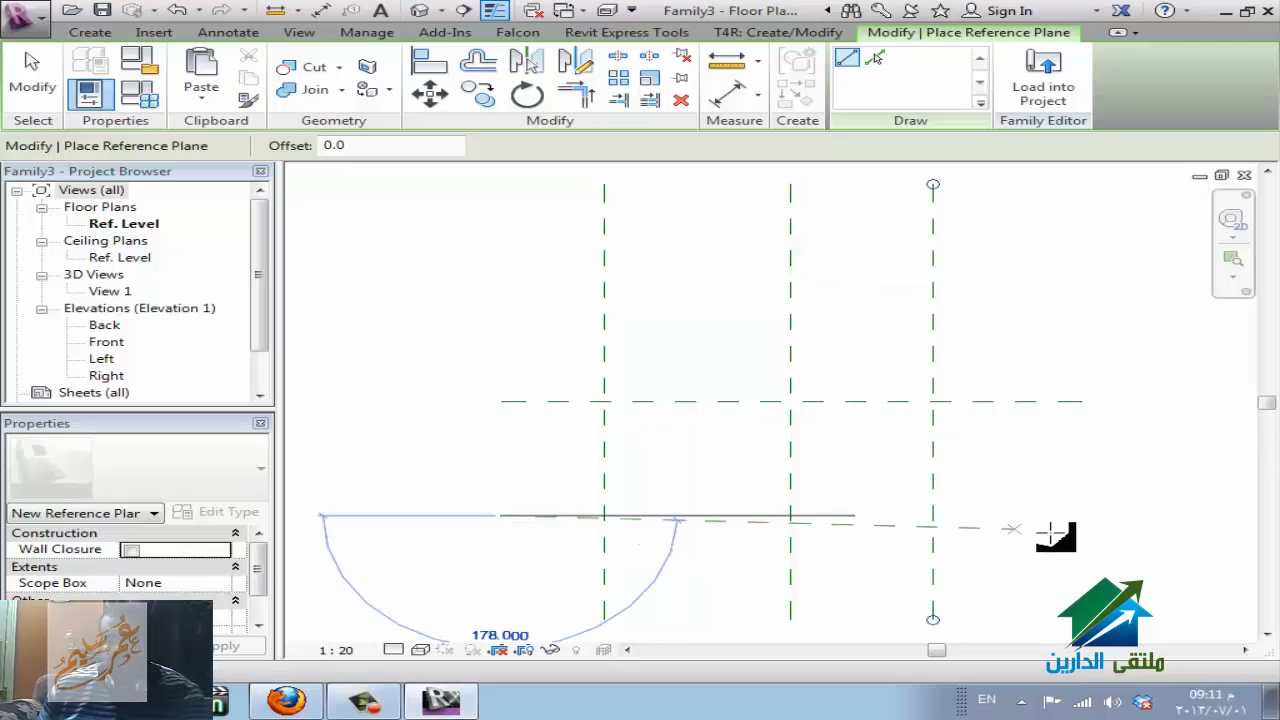 Family3 - Floor Pla...
Sign In
Create
Insert
Annotate
View
Manage
Add-Ins
Falcon
Revit Express Tools
T4R: Create/Modify
Modify | Place Reference Plane
Modify
Paste
Cut
Join
Load into
Project
Select
Properties
Clipboard
Geometry
Modify
Measure
Create
Draw
Family Editor
Modify | Place Reference Plane
Offset:
0.0
Family3 - Project Browser
Views (all)
Floor Plans
Ref. Level
Ceiling Plans
Ref. Level
3D Views
View 1
Elevations (Elevation 1)
Back
Front
Left
Right
Sheets (all)
Properties
New Reference Plar
Edit Type
Construction
Wall Closure
Extents
Scope Box
None
178.000
1 : 20
ملتقى الدارين
EN
09:11 م
٢٠١٣/٠٧/٠١